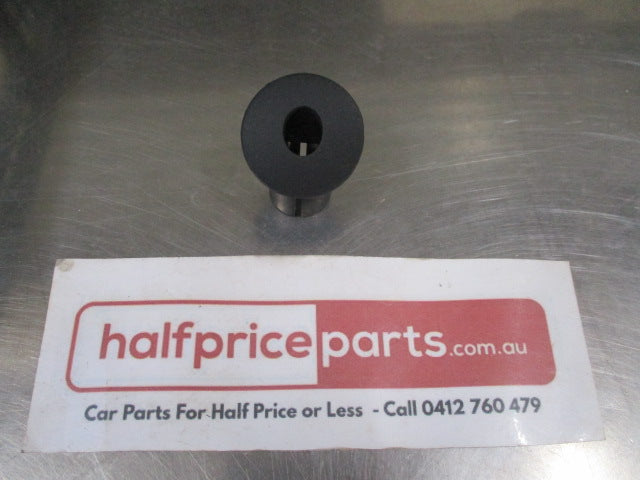 halfpriceparts.com.au
Car Parts For Half Price or Less - Call 0412 760 479